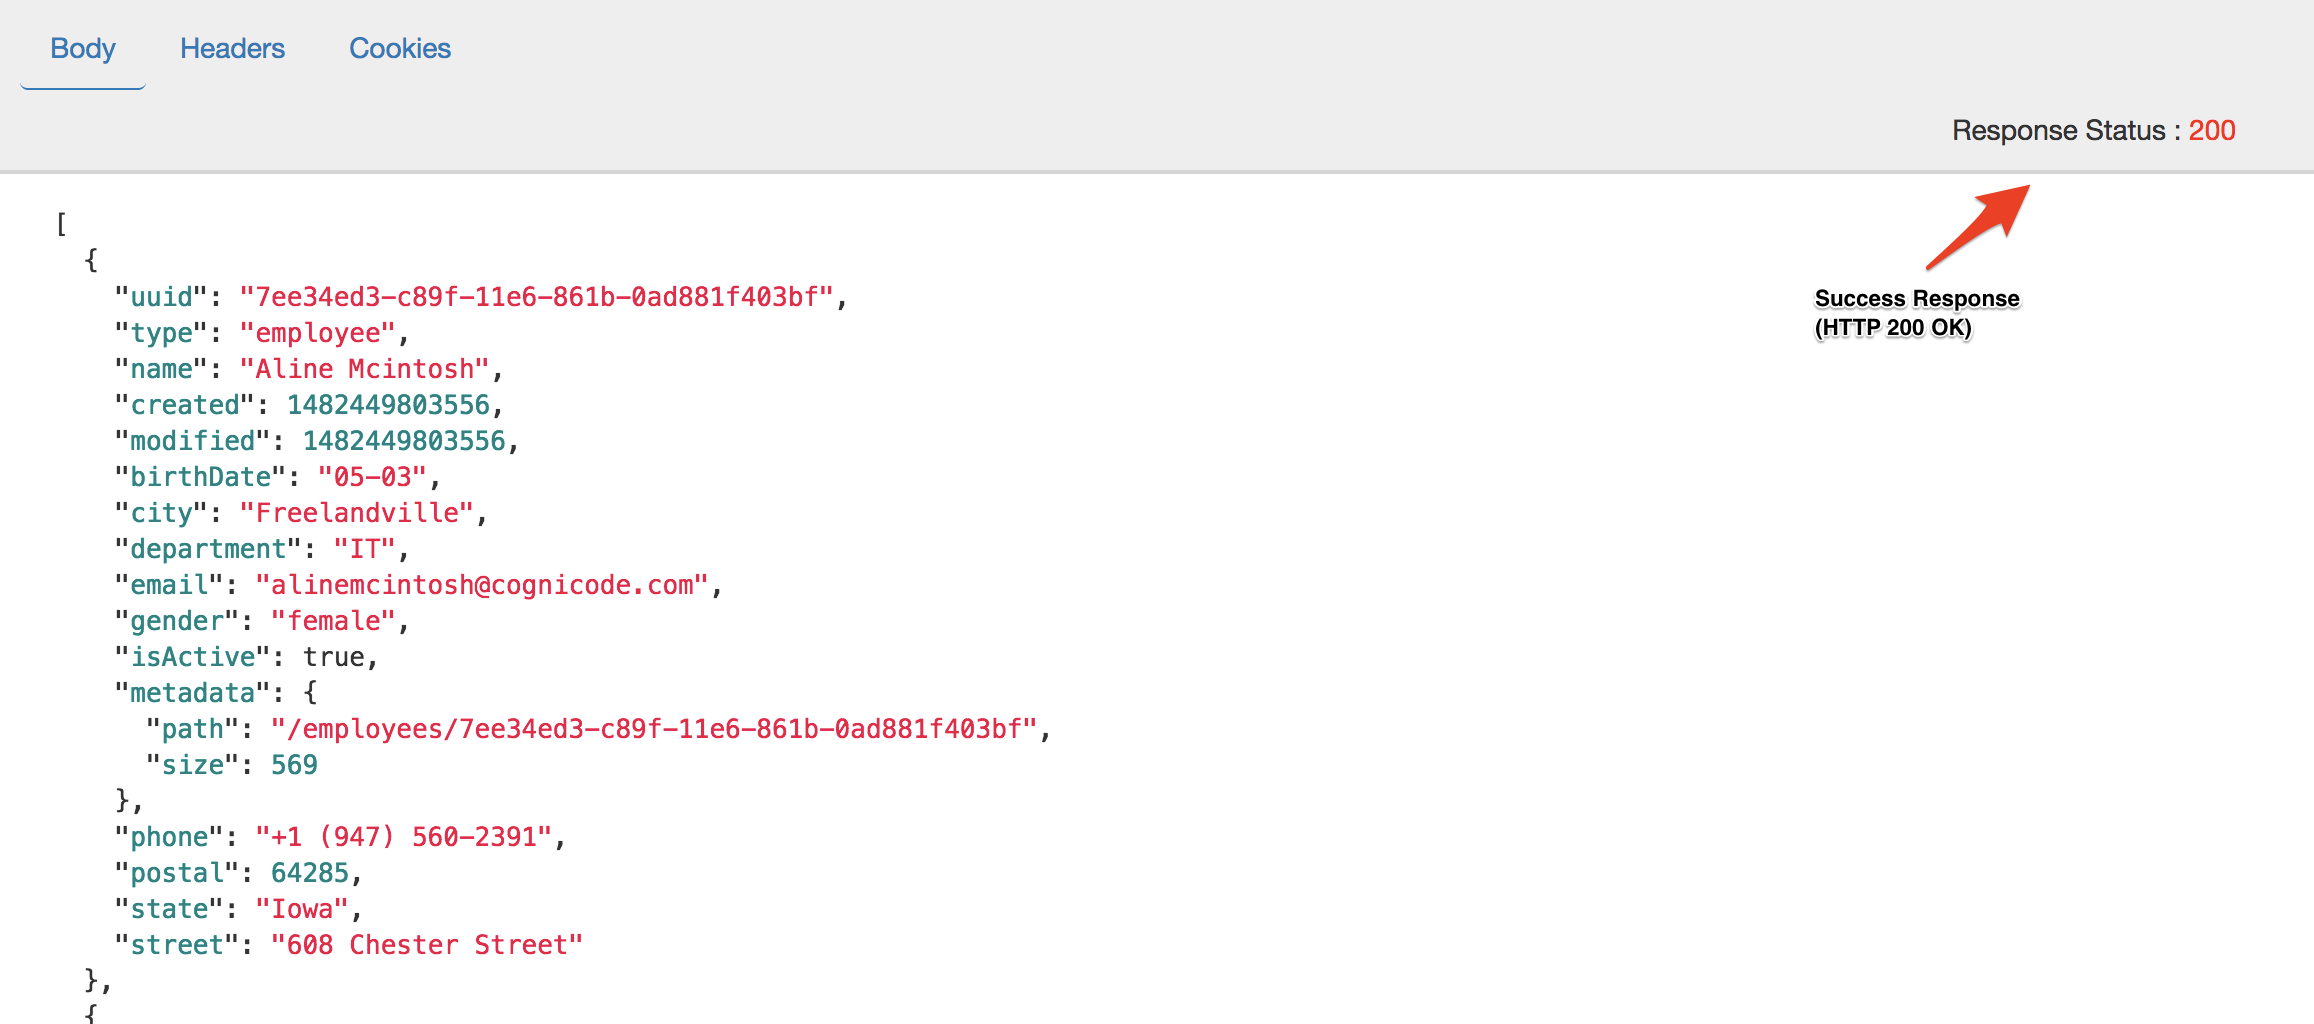 Body Headers Cookies
Response Status : 200
Success Response
(HTTP 200 OK)
[
{
"uuid": "7ee34ed3-c89f-11e6-861b-0ad881f403bf",
"type": "employee",
"name": "Aline Mcintosh",
"created": 1482449803556,
"modified": 1482449803556,
"birthDate": "05-03",
"city": "Freelandville",
"department": "IT",
"email": "alinemcintosh@cognicode.com",
"gender": "female",
"isActive": true,
"metadata": {
"path": "/employees/7ee34ed3-c89f-11e6-861b-0ad881f403bf",
"size": 569
},
"phone": "+1 (947) 560-2391",
"postal": 64285,
"state": "Iowa",
"street": "608 Chester Street"
},
{